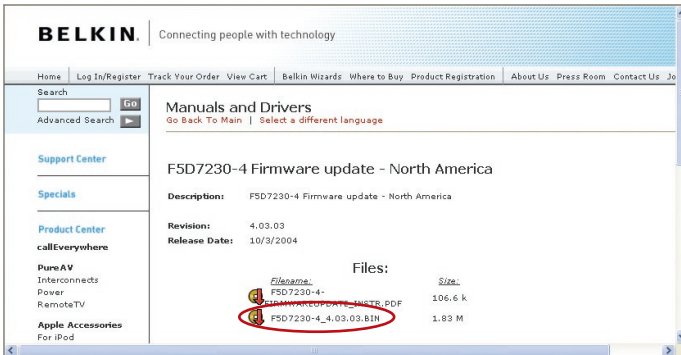 BELKIN. Connecting people with technology
Home Log In/Register Track Your Order View Cart Belkin Wizards Where to Buy Product Registration About Us Press Room Contact Us Jo
Search
Go
Advanced Search
Support Center
Specials
Product Center
callEverywhere
PureAV
Interconnects
Power
RemoteTV
Apple Accessories
For iPod
Manuals and Drivers
Go Back To Main | Select a different language
F5D7230-4 Firmware update - North America
Description: F5D7230-4 Firmware update - North America
Revision: 4.03.03
Release Date: 10/3/2004
Files:
Filename: Size:
F5D7230-4-
FIRMWAREUPDATE_INSTR.PDF 106.6 k
F5D7230-4_4.03.03.BIN 1.83 M